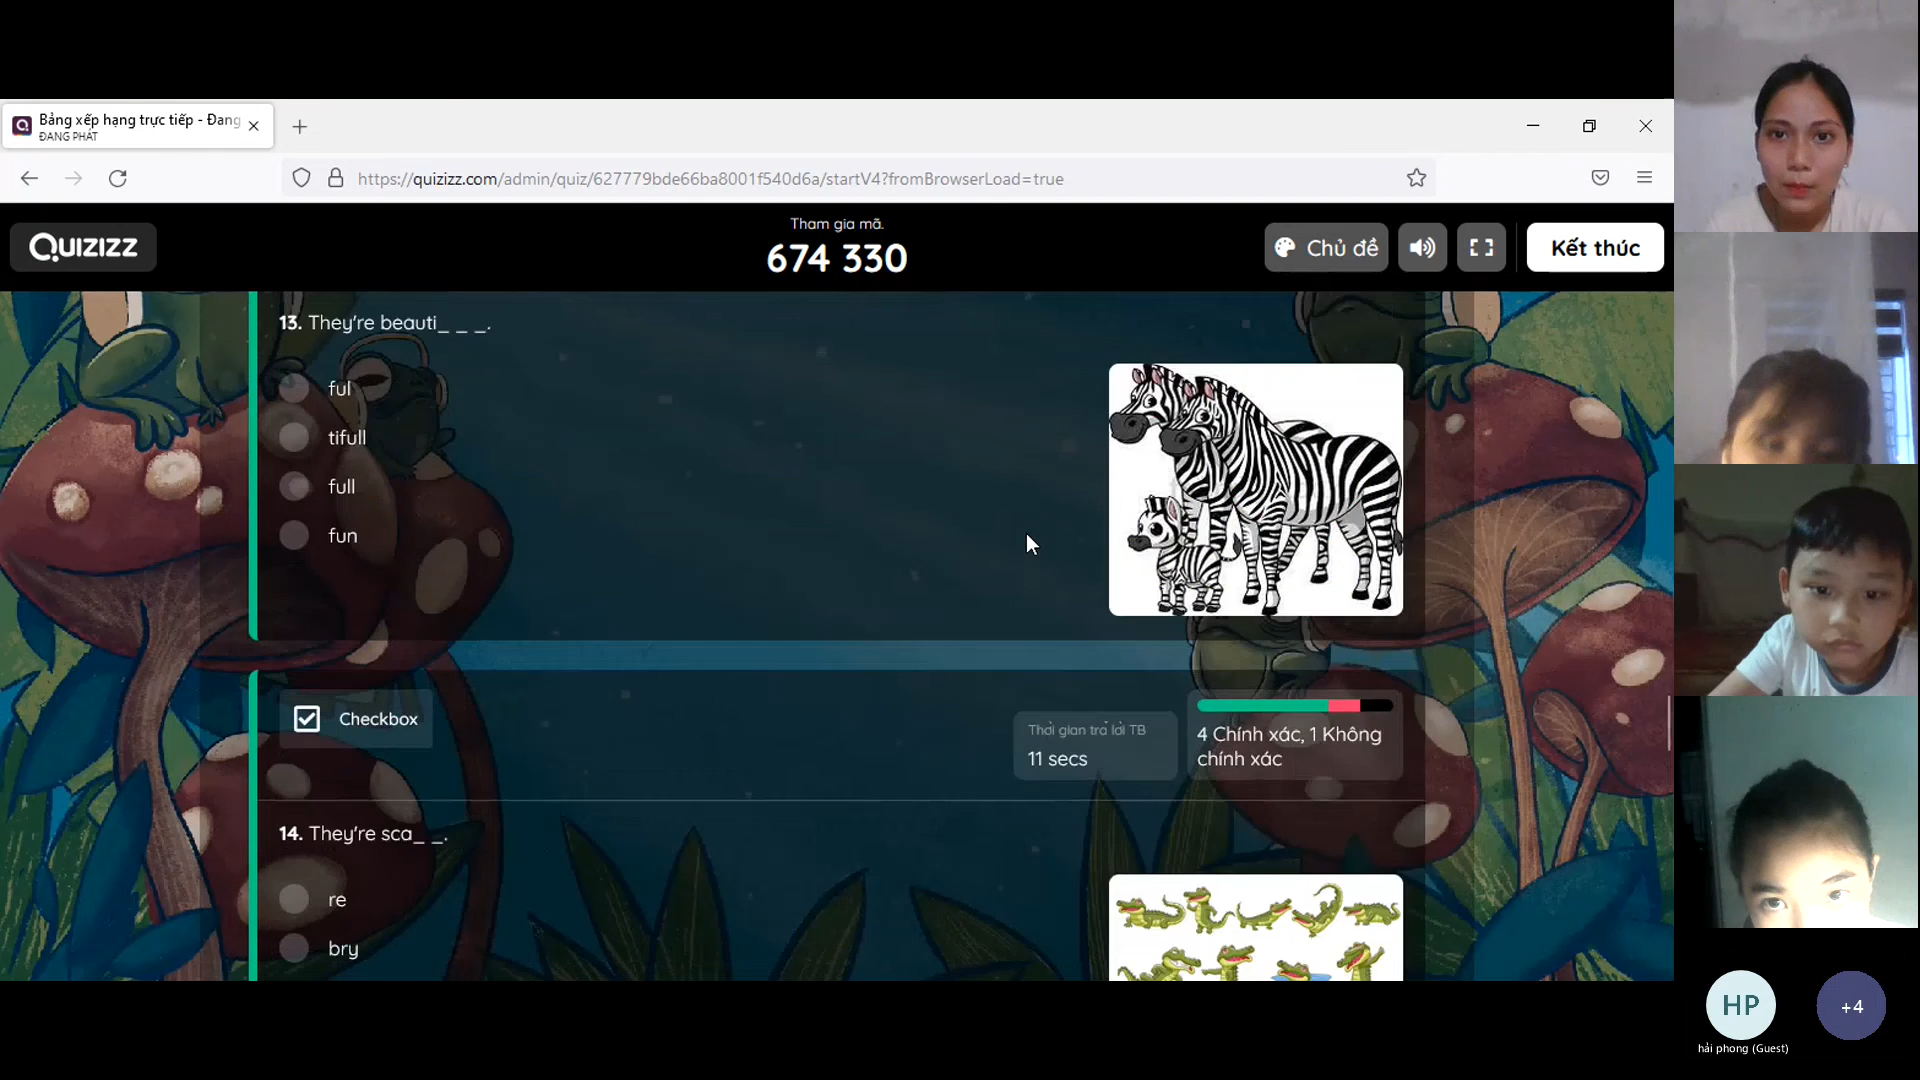 Bảng xếp hạng trực tiếp - Đang
ĐANG PHÁT
https://quizizz.com/admin/quiz/627779bde66ba8001f540d6a/startV4?fromBrowserLoad=true
Quizizz
Tham gia mã.
674 330
Chủ đề
Kết thúc
13. They're beauti_ _ _.
ful
tifull
full
fun
Checkbox
Thời gian trả lời TB
11 secs
4 Chính xác, 1 Không
chính xác
14. They're sca_ _.
re
bry
HP
+4
hải phong (Guest)